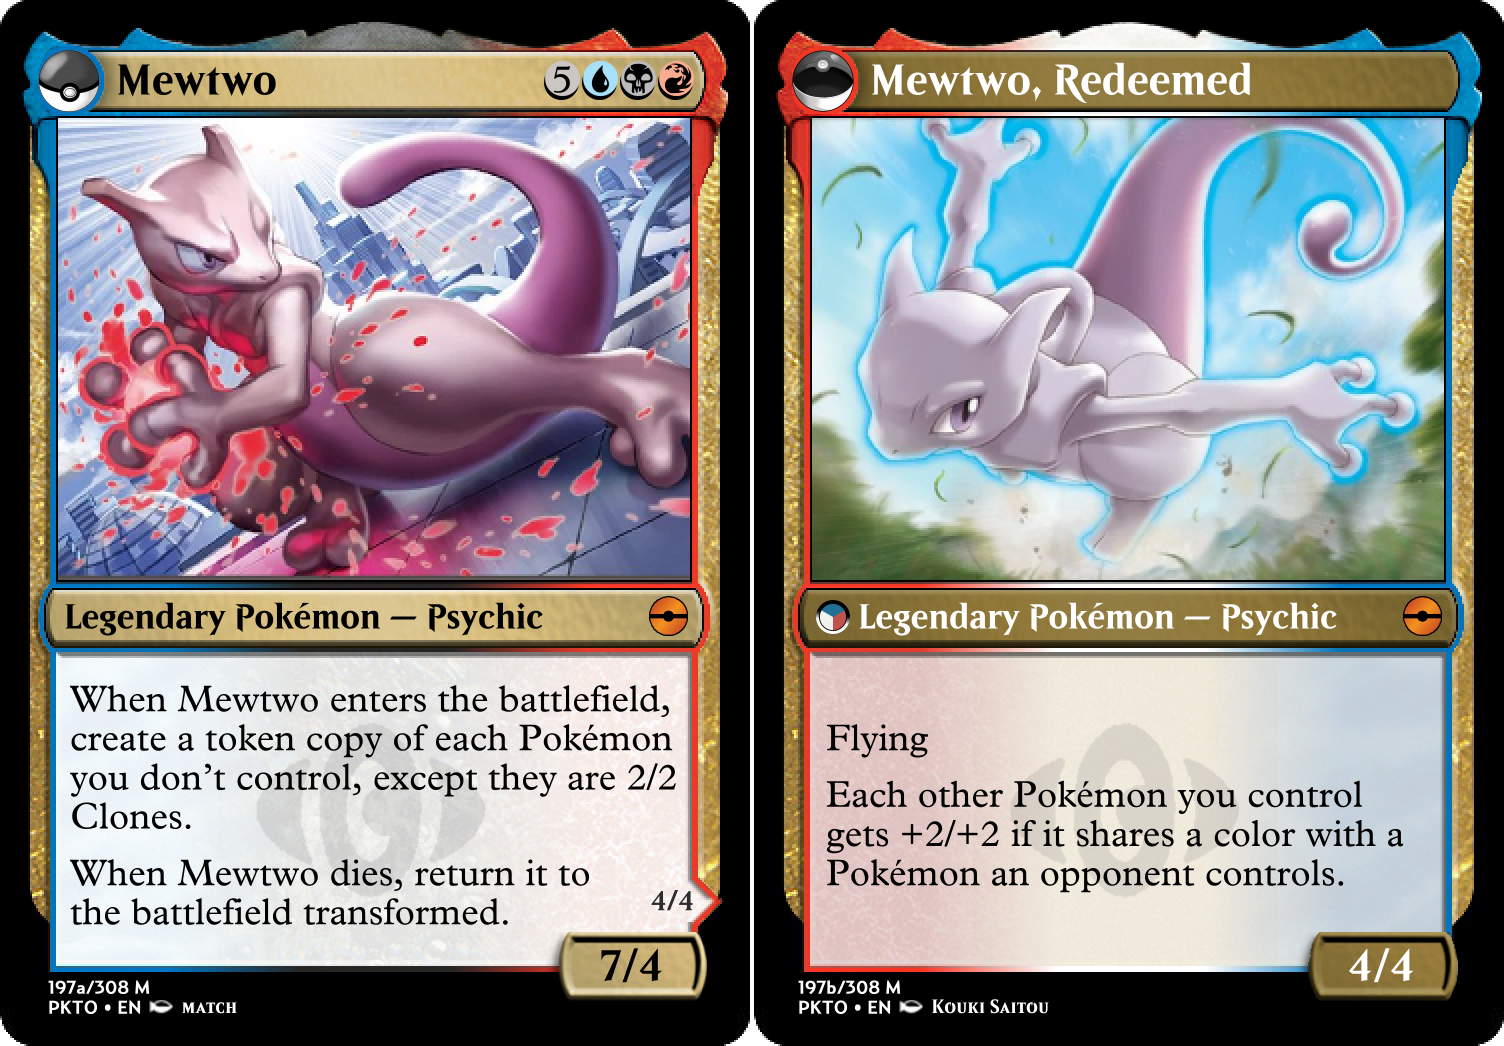 Mewtwo
5
Legendary Pokémon — Psychic
When Mewtwo enters the battlefield,
create a token copy of each Pokémon
you don't control, except they are 2/2
Clones.
When Mewtwo dies, return it to
the battlefield transformed.
4/4
7/4
197a/308 M
PKTO • EN MATCH
Mewtwo, Redeemed
Legendary Pokémon — Psychic
Flying
Each other Pokémon you control
gets +2/+2 if it shares a color with a
Pokémon an opponent controls.
4/4
197b/308 M
PKTO • EN Kouki Saitou